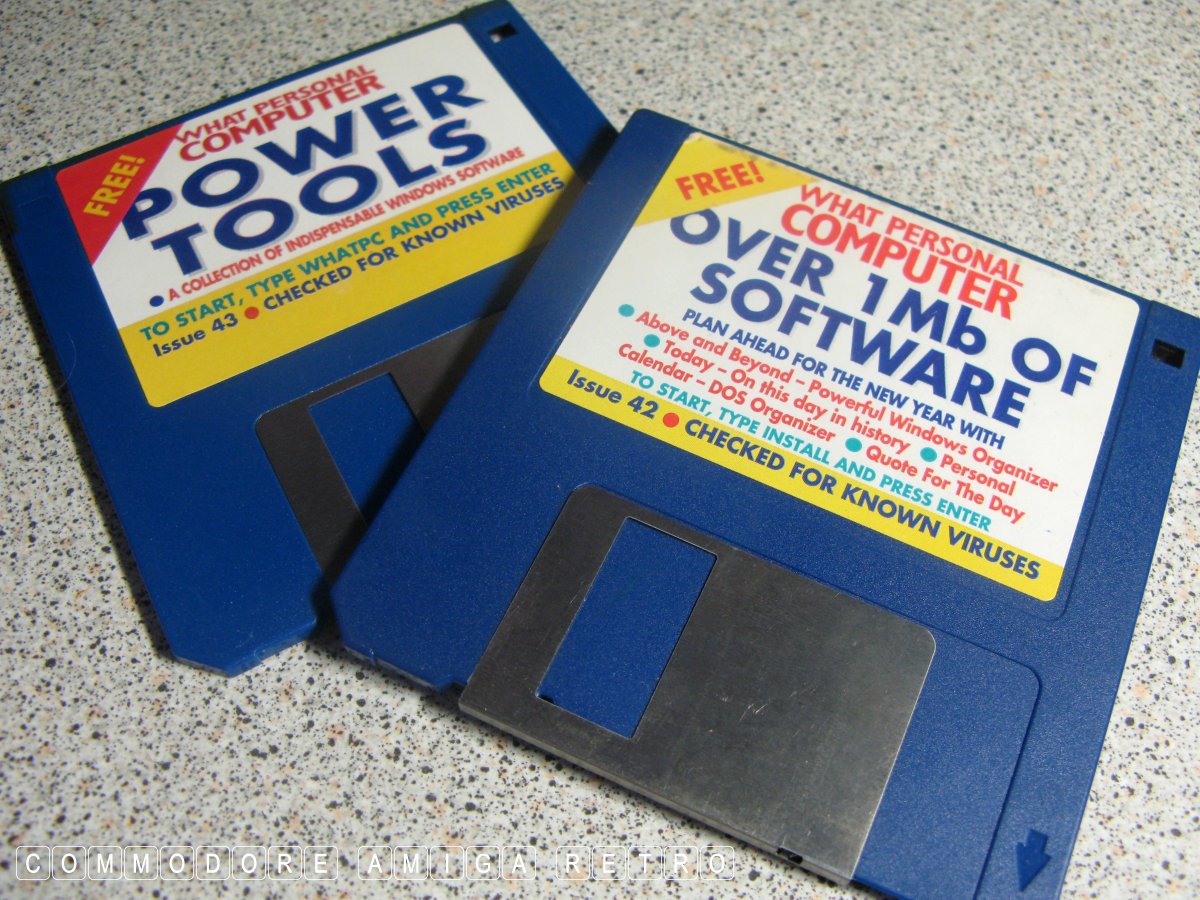 FREE!
WHAT PERSONAL
COMPUTER
POWER
TOOLS
● A COLLECTION OF INDISPENSABLE WINDOWS SOFTWARE
TO START, TYPE WHATPC AND PRESS ENTER
Issue 43 ● CHECKED FOR KNOWN VIRUSES
FREE!
WHAT PERSONAL
COMPUTER
OVER 1Mb OF
SOFTWARE
PLAN AHEAD FOR THE NEW YEAR WITH
● Above and Beyond – Powerful Windows Organizer
● Today – On this day in history ● Personal
Calendar – DOS Organizer ● Quote For The Day
TO START, TYPE INSTALL AND PRESS ENTER
Issue 42 ● CHECKED FOR KNOWN VIRUSES
COMMODORE AMIGA RETRO